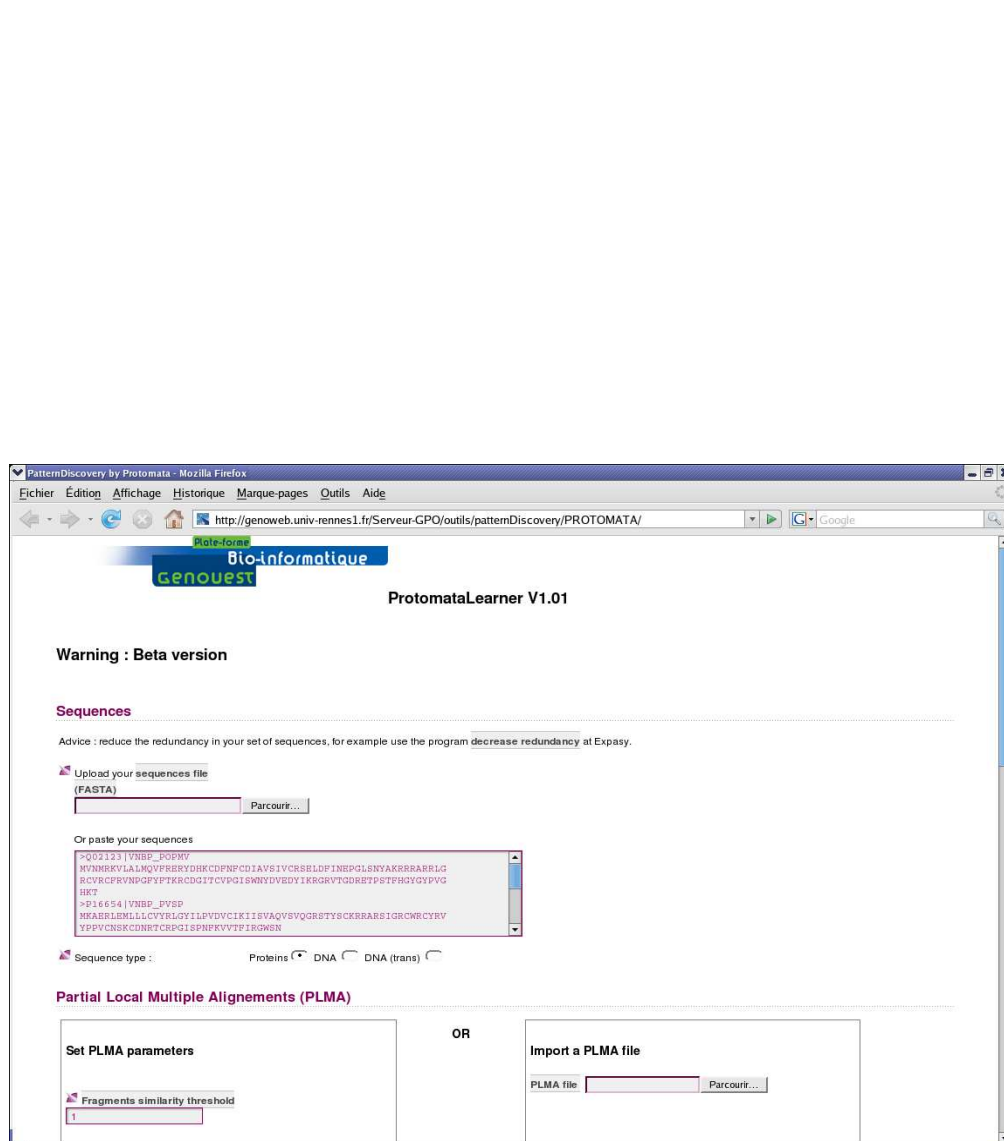 PatternDiscovery by Protomata - Mozilla Firefox
Fichier Édition Affichage Historique Marque-pages Outils Aide
http://genoweb.univ-rennes1.fr/Serveur-GPO/outils/patternDiscovery/PROTOMATA/ G Google
Plate-forme
Bio-informatique
Genouest
ProtomataLearner V1.01
Warning : Beta version
Sequences
Advice : reduce the redundancy in your set of sequences, for example use the program decrease redundancy at Expasy.
Upload your sequences file
(FASTA)
Parcourir...
Or paste your sequences
>Q02123|VNBP_POPMV
MVNMRKVLALMQVFRERYDHKCDFNFCDIAVSIVCRSELDFINEPGLSNYAKRRRARRLG
RCVRCFRVNPGFYFTKRCDGITCVPGISWNYDVEDYIKRGRVTGDRETPSTFHGYGYPVG
HKT
>P16654|VNBP_PVSP
MKAERLEMLLLCVYRLGYILPVDVCIKIISVAQVSVQGRSTYSCKRRARSIGRCWRCYRV
YPPVCNSKCDNRTCRPGISPNFKVVTFIRGWSN
Sequence type : Proteins DNA DNA (trans)
Partial Local Multiple Alignements (PLMA)
OR
Set PLMA parameters
Fragments similarity threshold
1
Import a PLMA file
PLMA file Parcourir...